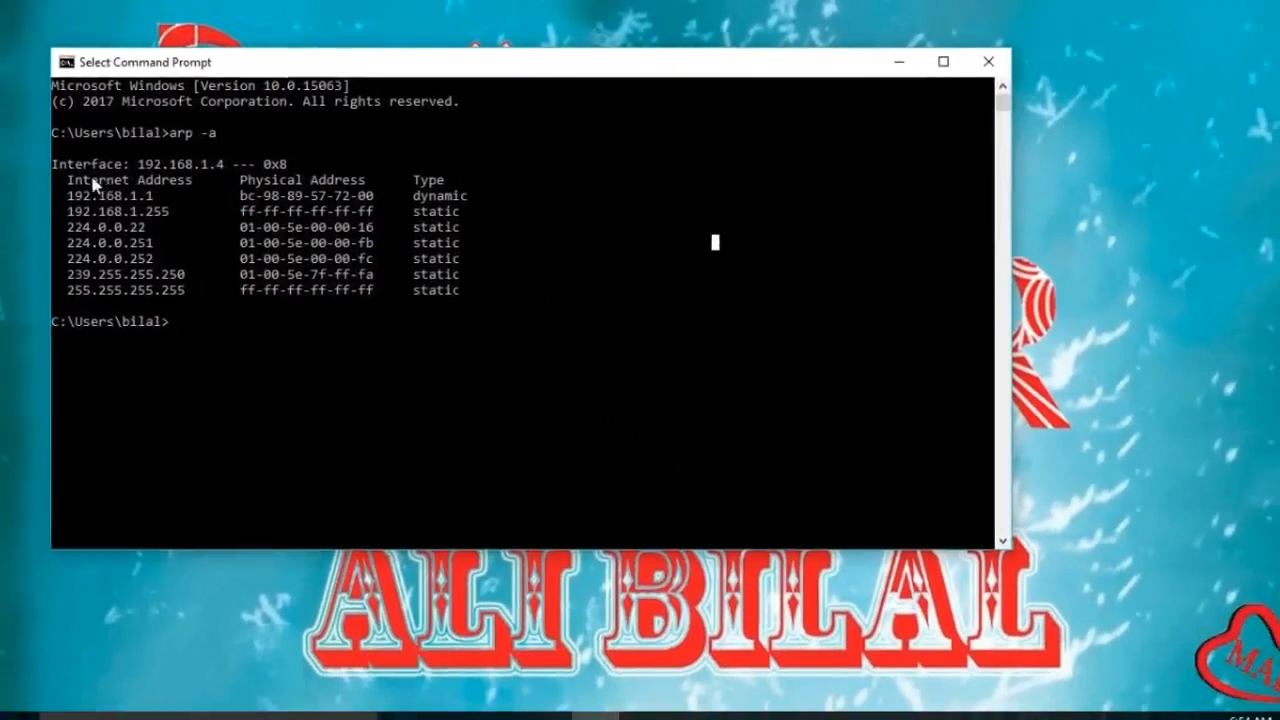 Select Command Prompt
Microsoft Windows [Version 10.0.15063]
(c) 2017 Microsoft Corporation. All rights reserved.
C:\Users\bilal>arp -a
Interface: 192.168.1.4 --- 0x8
Internet Address Physical Address Type
192.168.1.1 bc-98-89-57-72-00 dynamic
192.168.1.255 ff-ff-ff-ff-ff-ff static
224.0.0.22 01-00-5e-00-00-16 static
224.0.0.251 01-00-5e-00-00-fb static
224.0.0.252 01-00-5e-00-00-fc static
239.255.255.250 01-00-5e-7f-ff-fa static
255.255.255.255 ff-ff-ff-ff-ff-ff static
C:\Users\bilal>
R
ALI BILAL